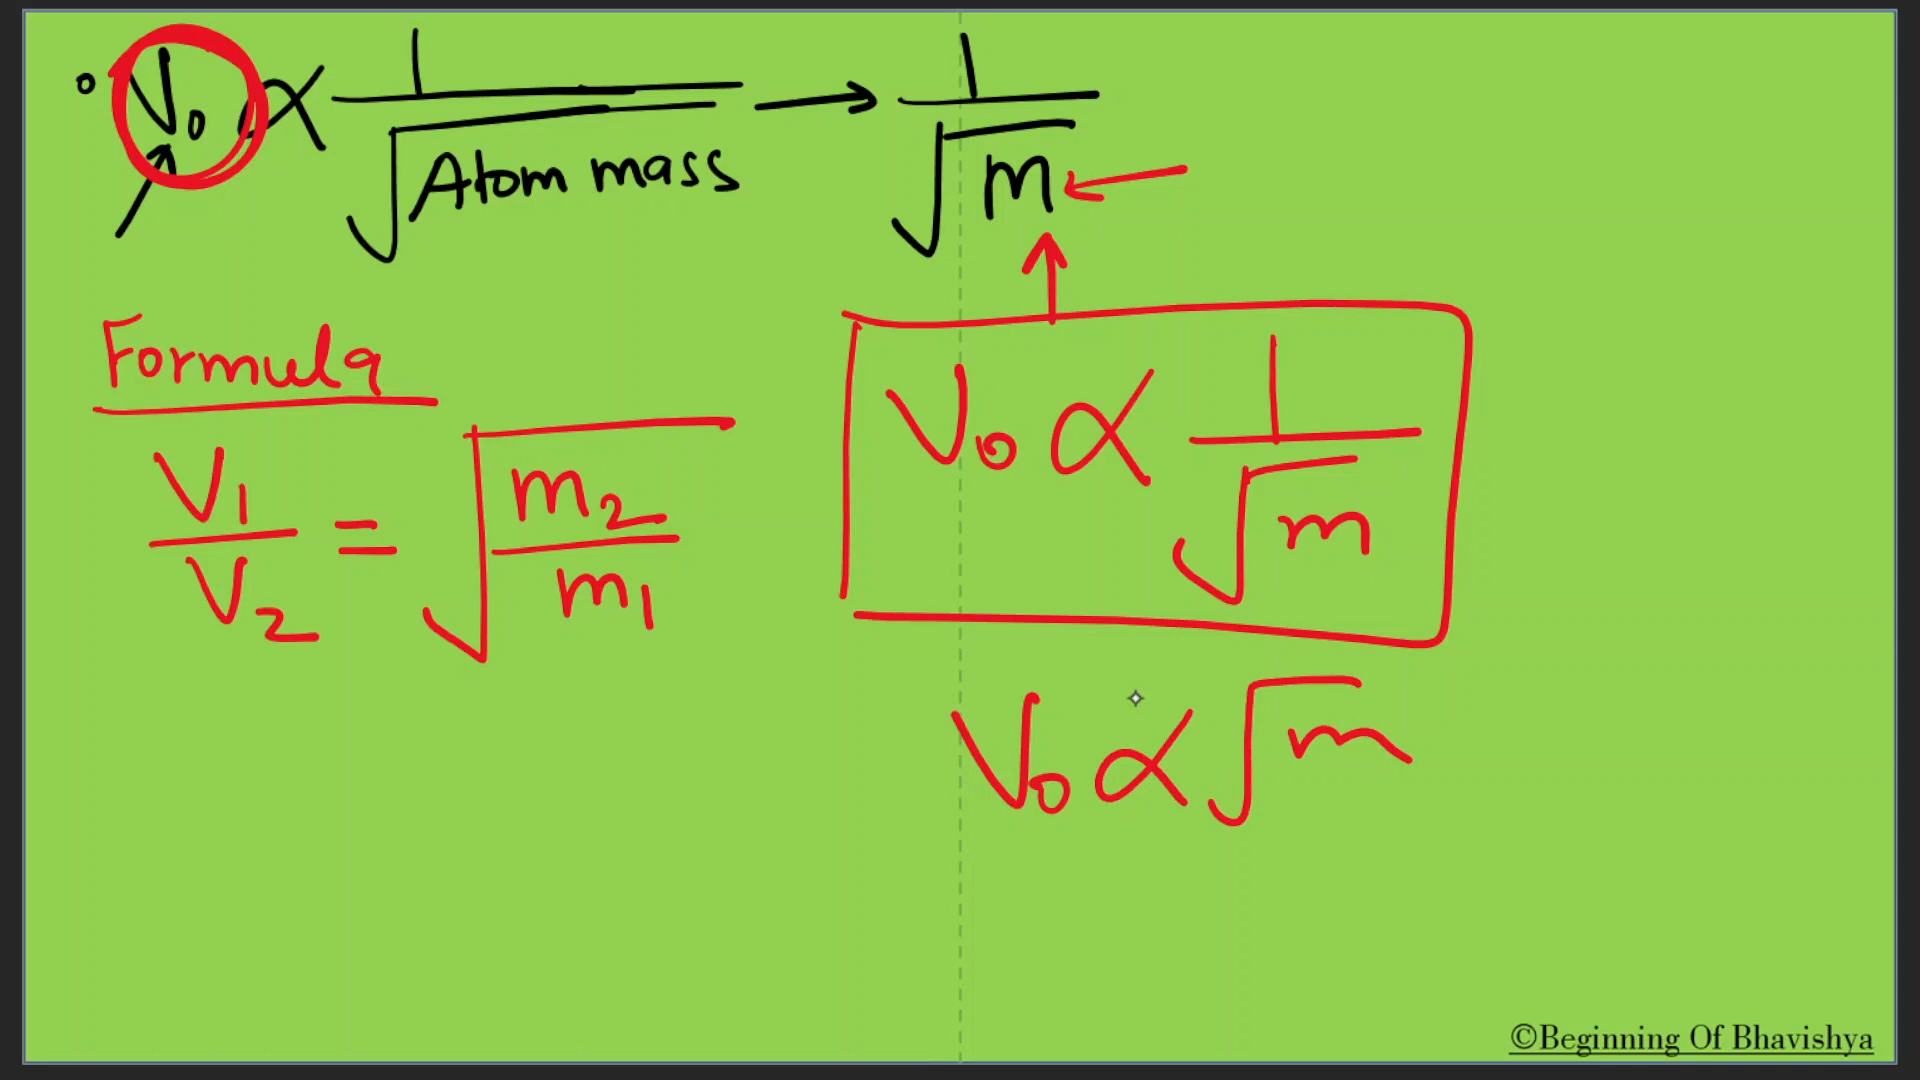 ° V₀ ∝ 1/√(Atom mass) → 1/√m
Formula
V₁/V₂ = √(m₂/m₁)
V₀ ∝ 1/√m
V₀ ∝ √m
©Beginning Of Bhavishya